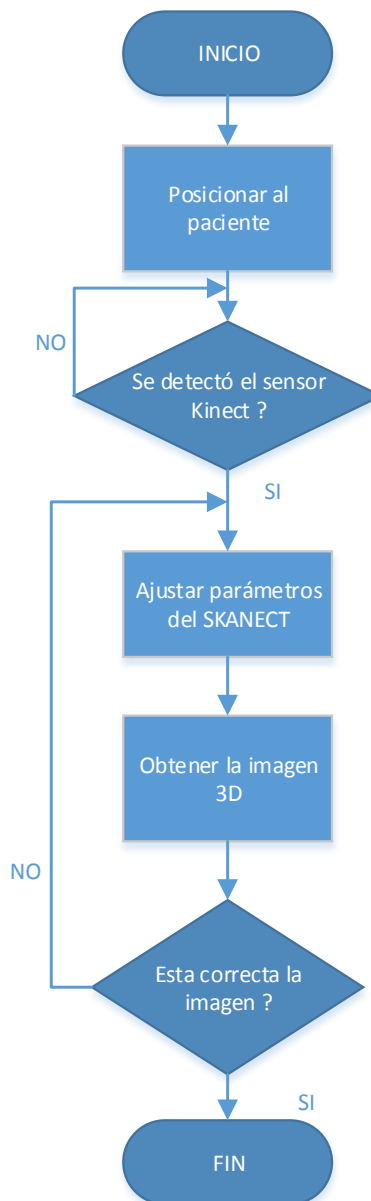 INICIO
Posicionar al
paciente
NO
Se detectó el sensor
Kinect ?
SI
Ajustar parámetros
del SKANECT
Obtener la imagen
3D
NO
Esta correcta la
imagen ?
SI
FIN